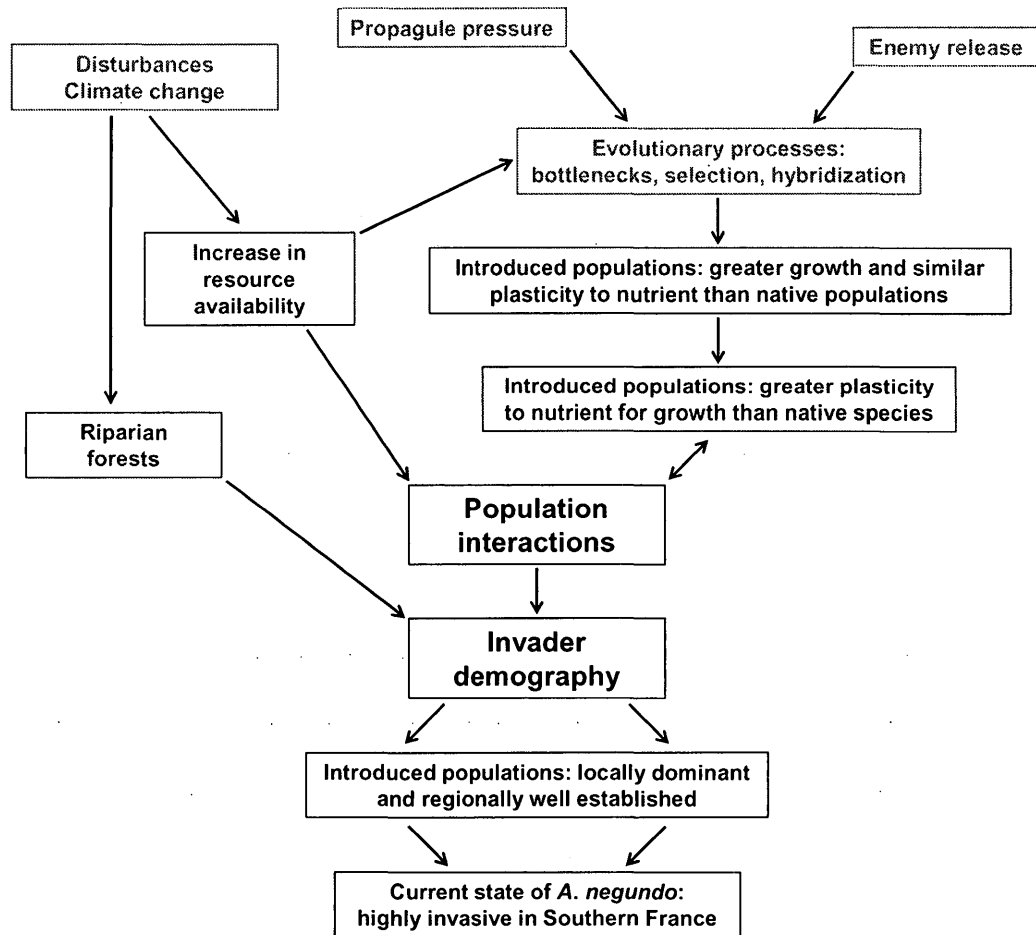 Propagule pressure
Enemy release
Disturbances
Climate change
Evolutionary processes:
bottlenecks, selection, hybridization
Increase in
resource
availability
Introduced populations: greater growth and similar
plasticity to nutrient than native populations
Introduced populations: greater plasticity
to nutrient for growth than native species
Riparian
forests
Population
interactions
Invader
demography
Introduced populations: locally dominant
and regionally well established
Current state of A. negundo:
highly invasive in Southern France